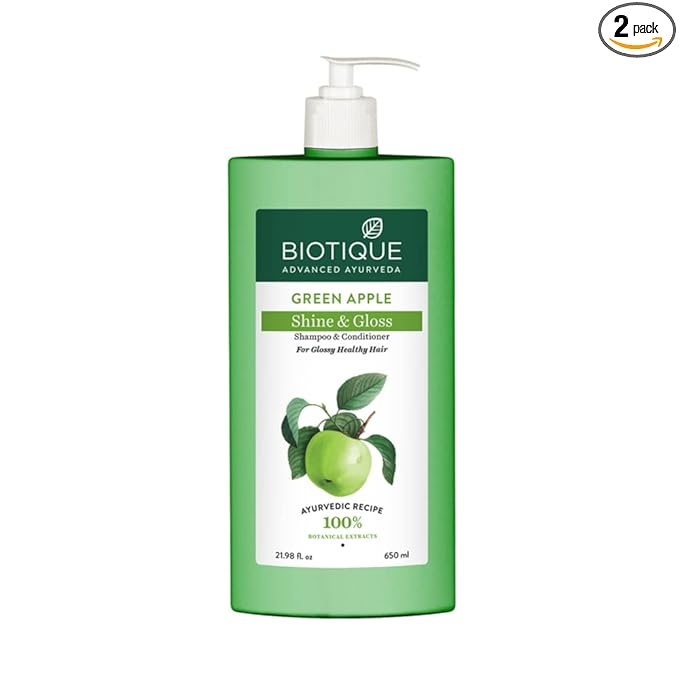 2 pack
BIOTIQUE
ADVANCED AYURVEDA
GREEN APPLE
Shine & Gloss
Shampoo & Conditioner
For Glossy Healthy Hair
AYURVEDIC RECIPE
100%
BOTANICAL EXTRACTS
21.98 fl. oz 650 ml